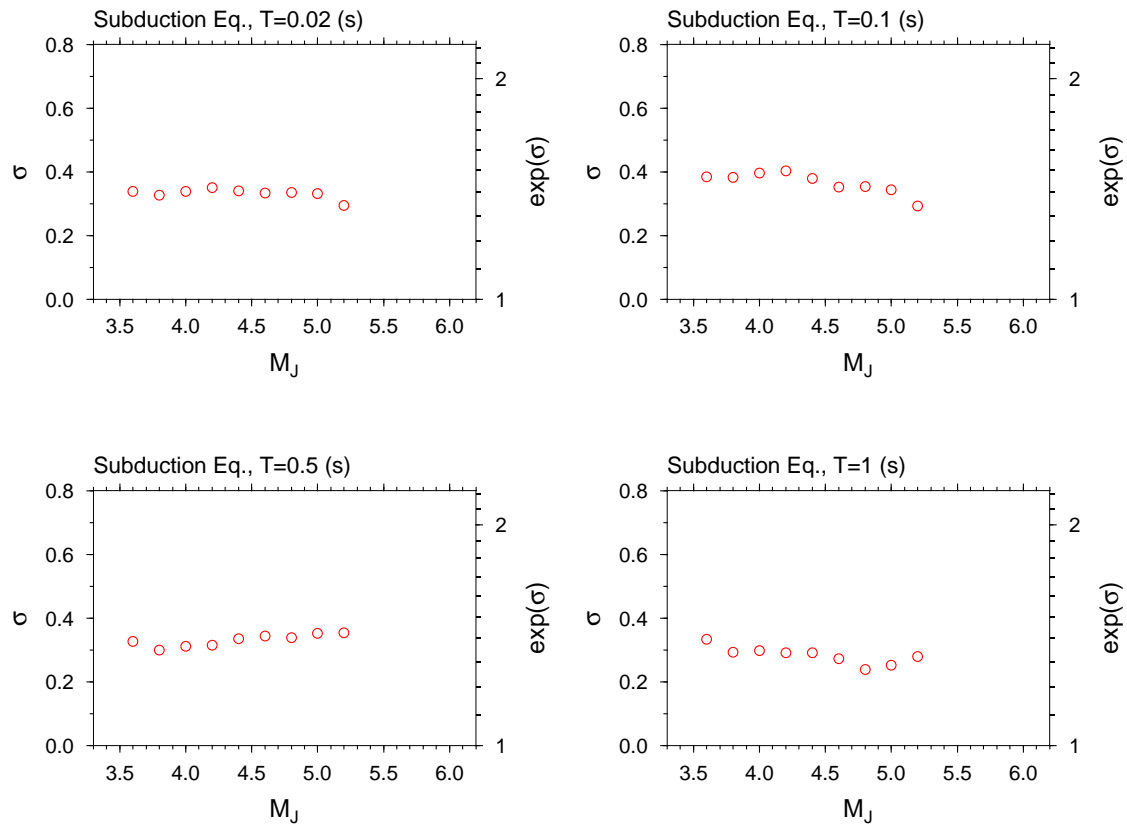 Subduction Eq., T=0.02 (s)
0.8
0.6
0.4
0.2
0.0
σ
2
1
exp(σ)
3.5 4.0 4.5 5.0 5.5 6.0
M_J
Subduction Eq., T=0.1 (s)
0.8
0.6
0.4
0.2
0.0
σ
2
1
exp(σ)
3.5 4.0 4.5 5.0 5.5 6.0
M_J
Subduction Eq., T=0.5 (s)
0.8
0.6
0.4
0.2
0.0
σ
2
1
exp(σ)
3.5 4.0 4.5 5.0 5.5 6.0
M_J
Subduction Eq., T=1 (s)
0.8
0.6
0.4
0.2
0.0
σ
2
1
exp(σ)
3.5 4.0 4.5 5.0 5.5 6.0
M_J